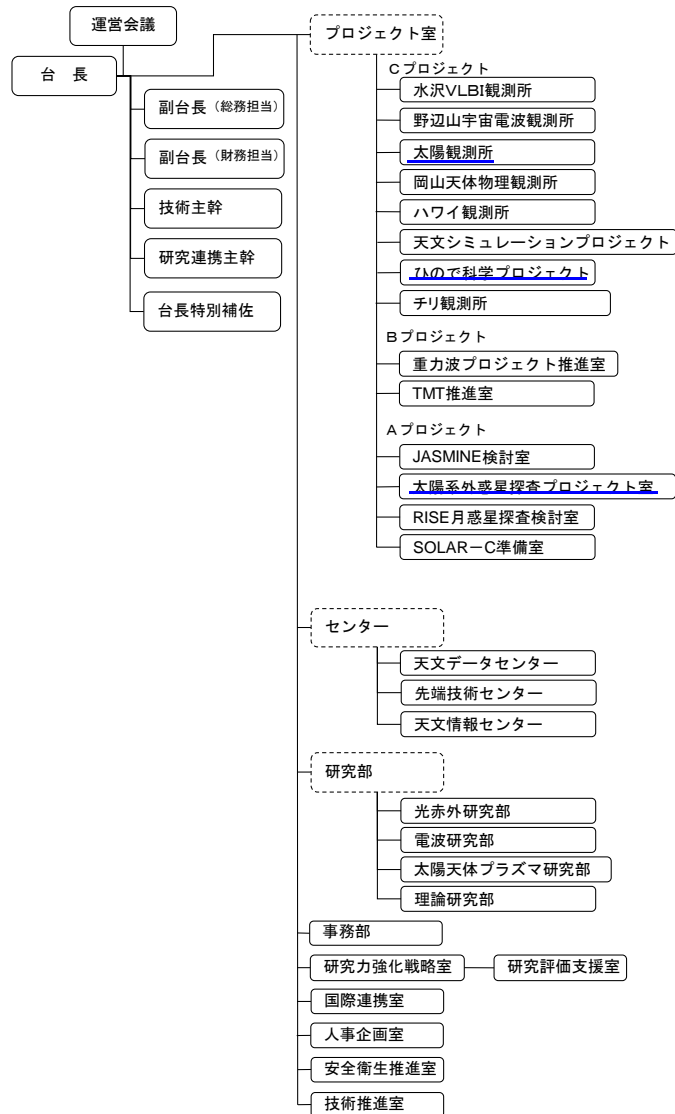 運営会議
台　長
副台長（総務担当）
副台長（財務担当）
技術主幹
研究連携主幹
台長特別補佐
プロジェクト室
Cプロジェクト
水沢VLBI観測所
野辺山宇宙電波観測所
太陽観測所
岡山天体物理観測所
ハワイ観測所
天文シミュレーションプロジェクト
ひので科学プロジェクト
チリ観測所
Bプロジェクト
重力波プロジェクト推進室
TMT推進室
Aプロジェクト
JASMINE検討室
太陽系外惑星探査プロジェクト室
RISE月惑星探査検討室
SOLAR－C準備室
センター
天文データセンター
先端技術センター
天文情報センター
研究部
光赤外研究部
電波研究部
太陽天体プラズマ研究部
理論研究部
事務部
研究力強化戦略室
研究評価支援室
国際連携室
人事企画室
安全衛生推進室
技術推進室